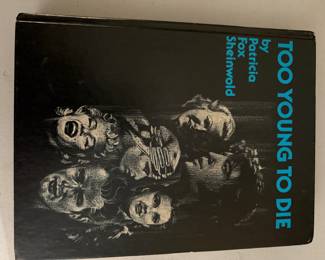 TOO YOUNG TO DIE
by
Patricia
Fox
Sheinwold